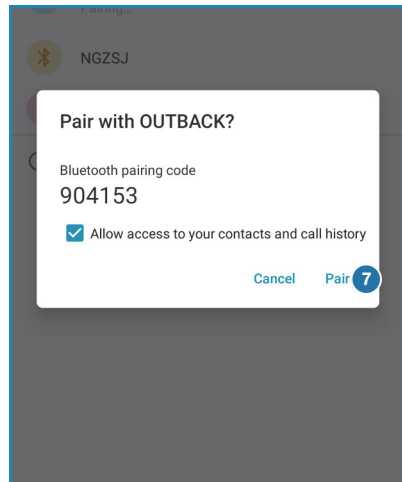 Pairing...
NGZSJ
Pair with OUTBACK?
Bluetooth pairing code
904153
Allow access to your contacts and call history
Cancel Pair 7